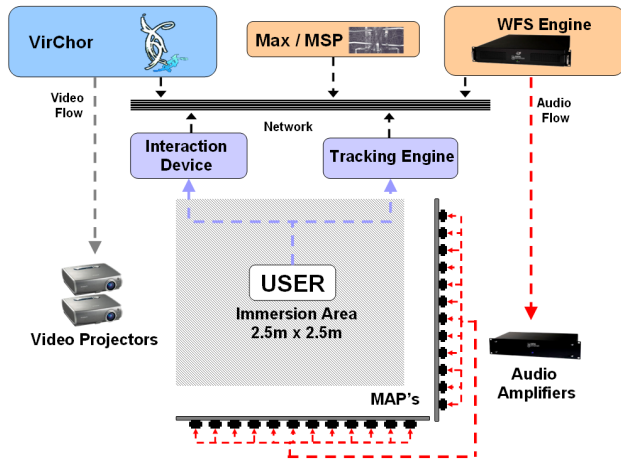 VirChor
Max / MSP
WFS Engine
Video
Flow
Audio
Flow
Network
Interaction
Device
Tracking Engine
USER
Immersion Area
2.5m x 2.5m
Video Projectors
MAP's
Audio
Amplifiers